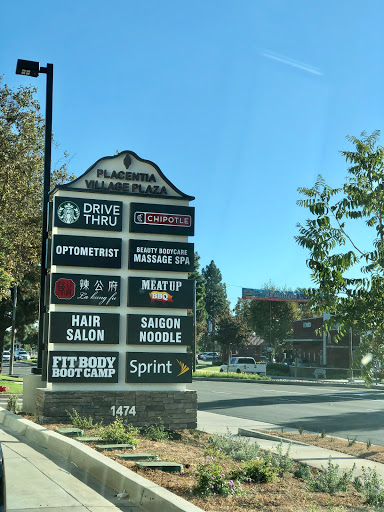 PLACENTIA
VILLAGE PLAZA
DRIVE
THRU
CHIPOTLE
OPTOMETRIST
BEAUTY BODYCARE
MASSAGE SPA
辣公府
La kung fu
MEAT UP
BBQ
HAIR
SALON
SAIGON
NOODLE
FIT BODY
BOOT CAMP
Sprint
1474